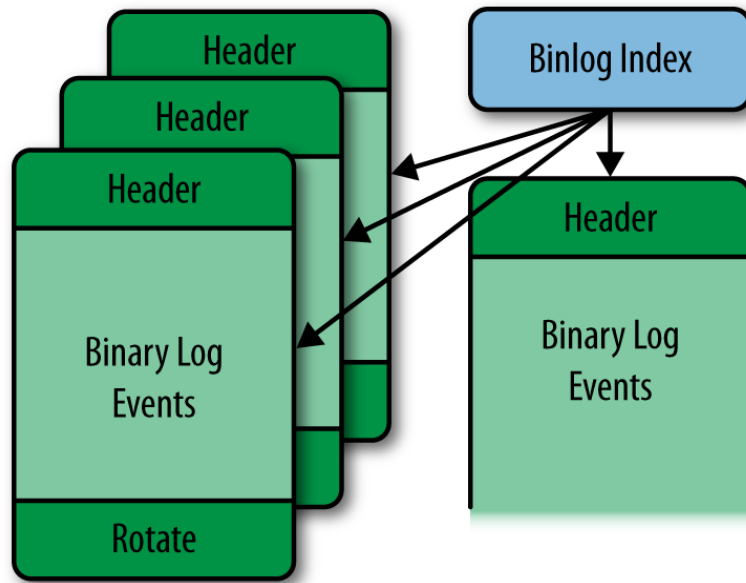 Header
Header
Header
Binary Log
Events
Rotate
Binlog Index
Header
Binary Log
Events